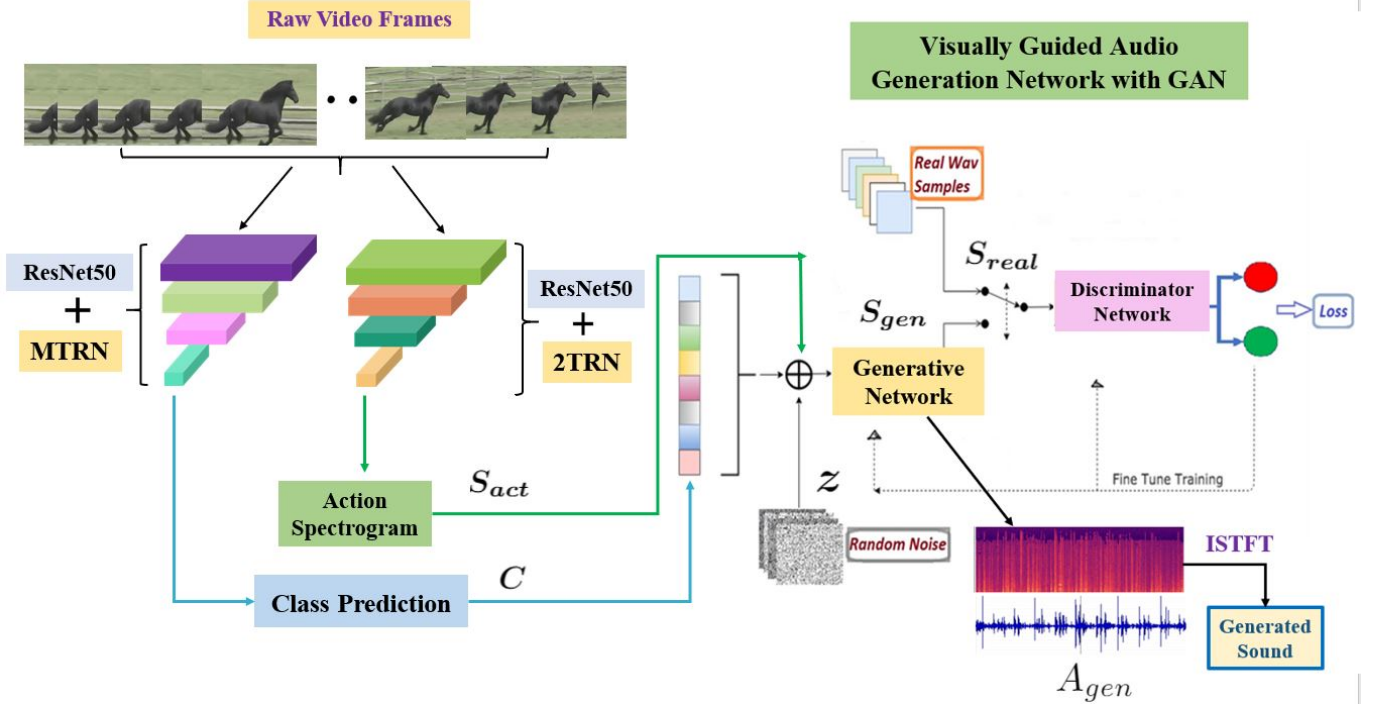 Raw Video Frames
Visually Guided Audio
Generation Network with GAN
Real Wav
Samples
ResNet50
+
MTRN
ResNet50
+
2TRN
S_real
S_gen
Discriminator
Network
Loss
Generative
Network
Action
Spectrogram
S_act
z
Random Noise
Fine Tune Training
Class Prediction
C
ISTFT
Generated
Sound
A_gen